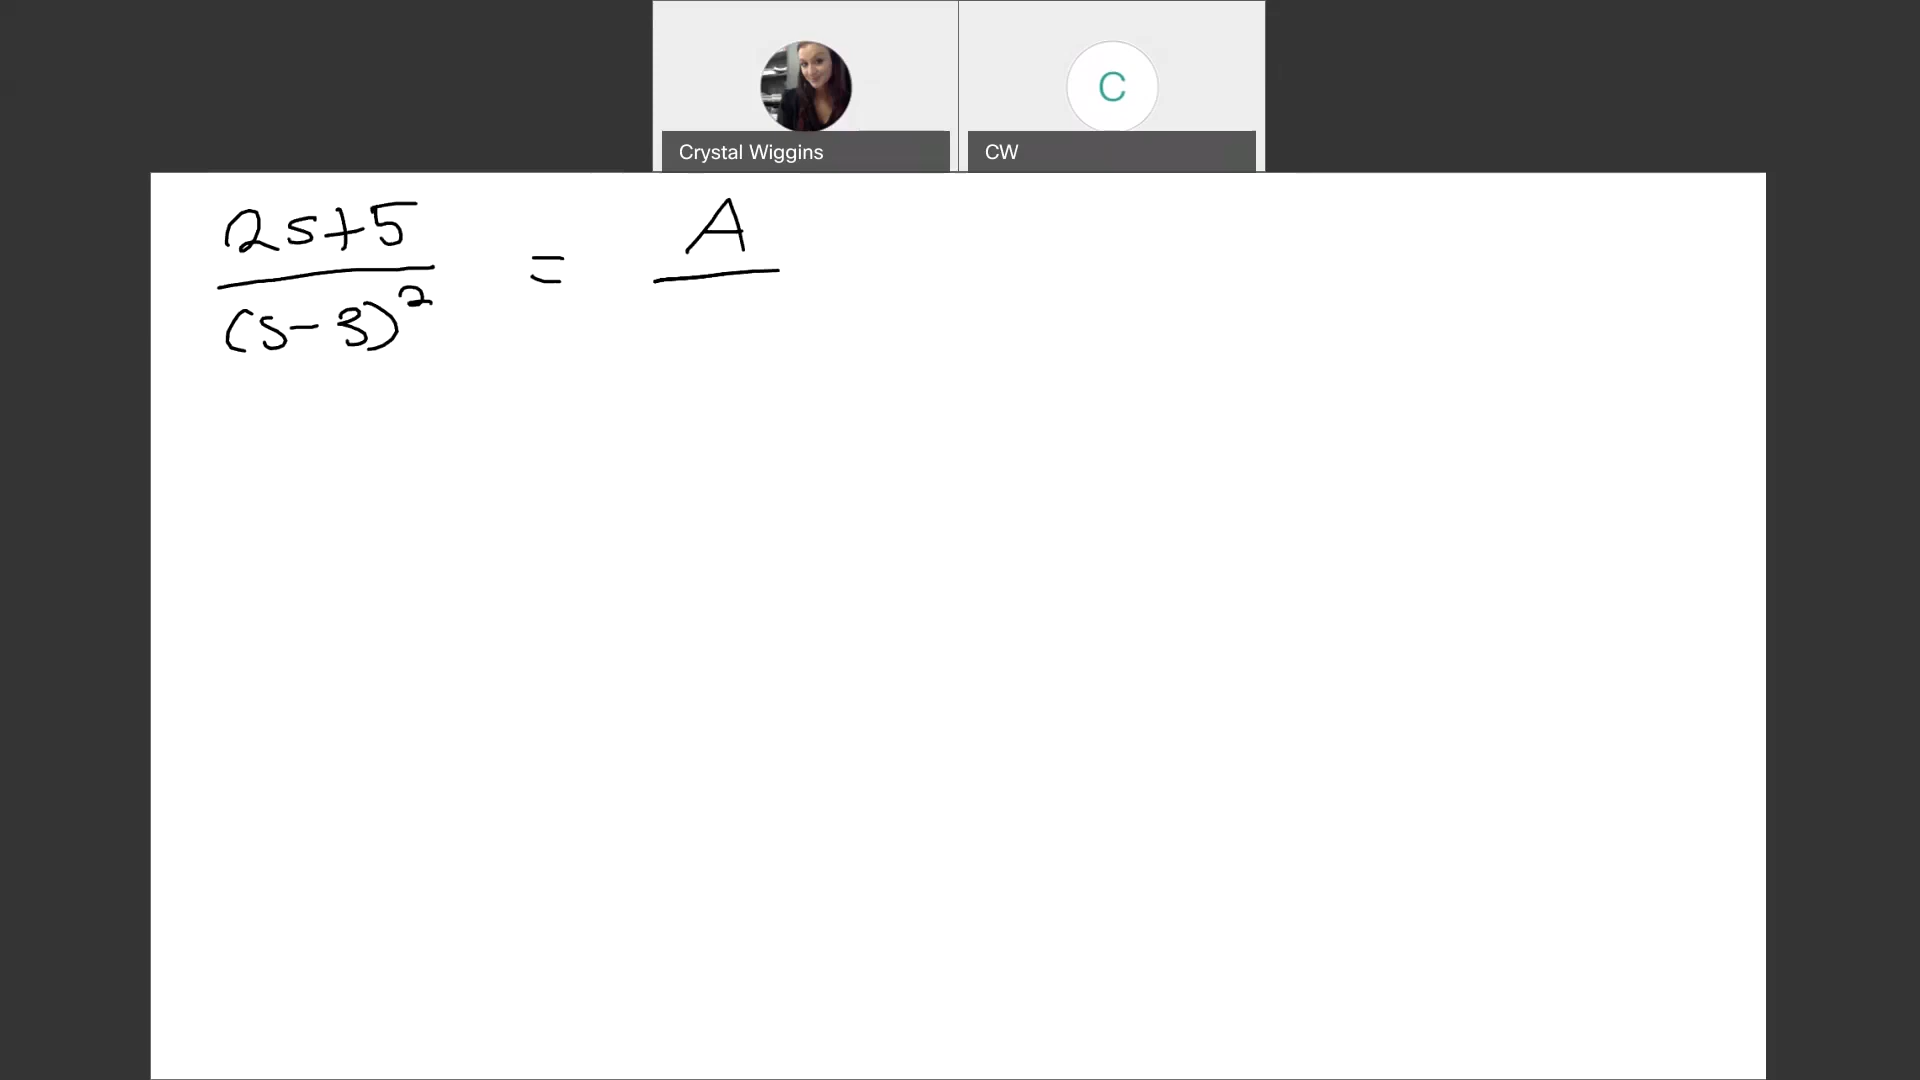 C
Crystal Wiggins
CW
2s+5 = A
(s-3)²